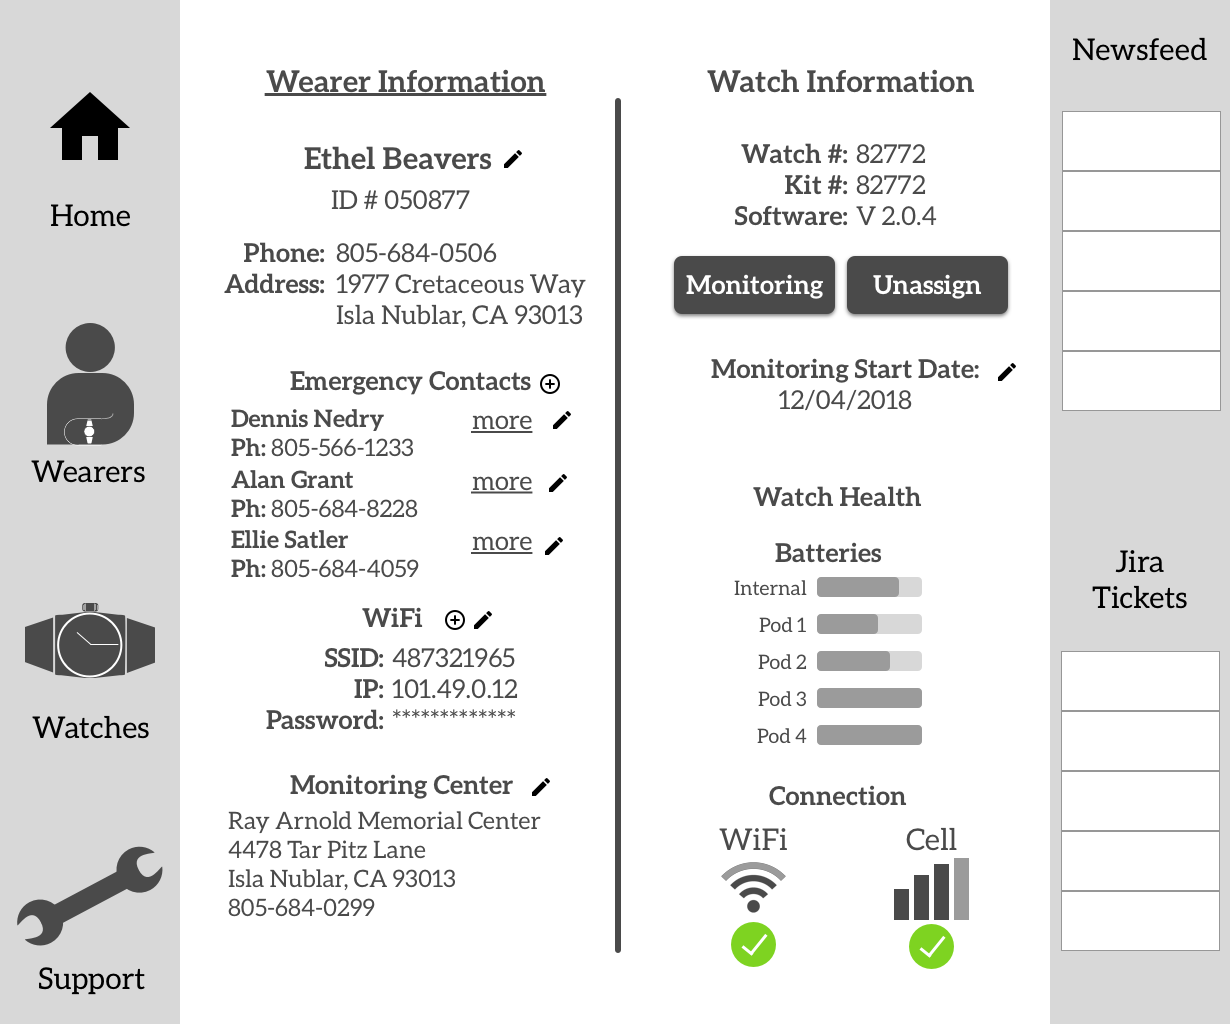 Home
Wearers
Watches
Support
Wearer Information
Ethel Beavers
ID # 050877
Phone: 805-684-0506
Address: 1977 Cretaceous Way
Isla Nublar, CA 93013
Emergency Contacts
Dennis Nedry more
Ph: 805-566-1233
Alan Grant more
Ph: 805-684-8228
Ellie Satler more
Ph: 805-684-4059
WiFi
SSID: 487321965
IP: 101.49.0.12
Password: *************
Monitoring Center
Ray Arnold Memorial Center
4478 Tar Pitz Lane
Isla Nublar, CA 93013
805-684-0299
Watch Information
Watch #: 82772
Kit #: 82772
Software: V 2.0.4
Monitoring Unassign
Monitoring Start Date:
12/04/2018
Watch Health
Batteries
Internal
Pod 1
Pod 2
Pod 3
Pod 4
Connection
WiFi Cell
Newsfeed
Jira
Tickets